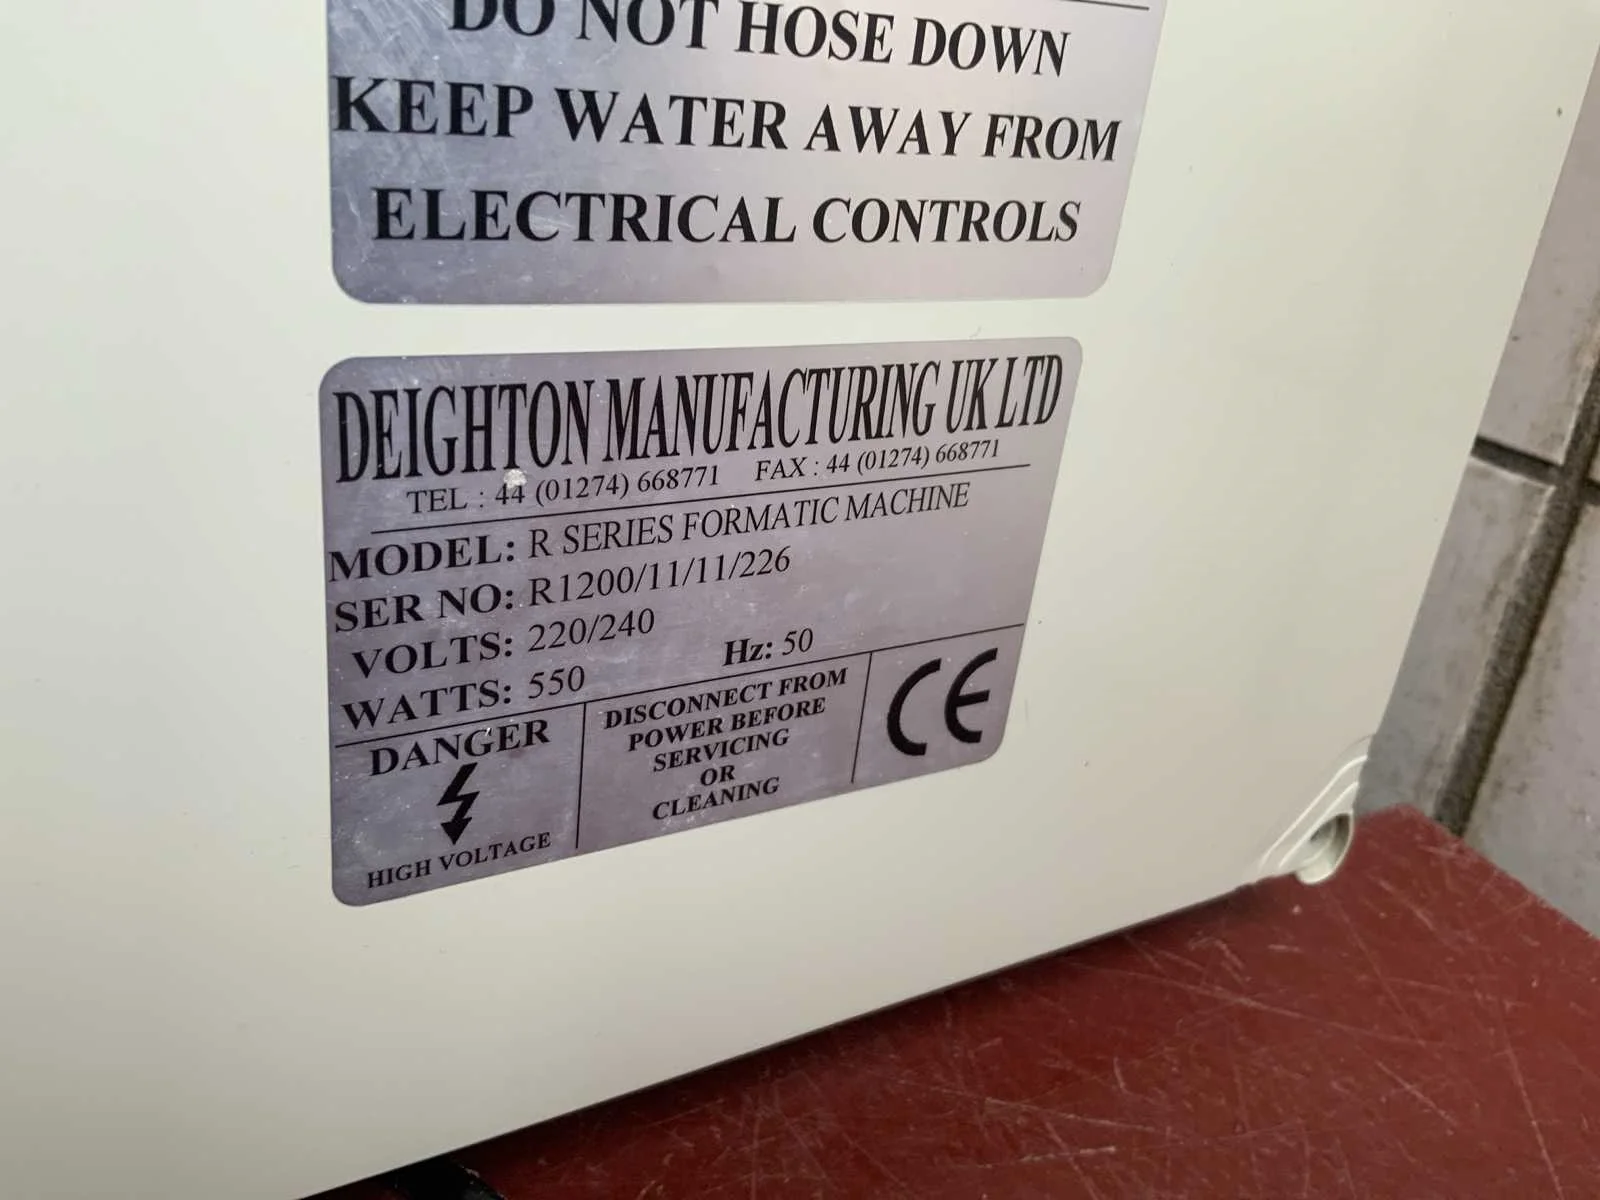 DO NOT HOSE DOWN
KEEP WATER AWAY FROM
ELECTRICAL CONTROLS
DEIGHTON MANUFACTURING UK LTD
TEL : 44 (01274) 668771 FAX : 44 (01274) 668771
MODEL: R SERIES FORMATIC MACHINE
SER NO: R1200/11/11/226
VOLTS: 220/240
WATTS: 550 Hz: 50
DANGER
HIGH VOLTAGE
DISCONNECT FROM
POWER BEFORE
SERVICING
OR
CLEANING
CE